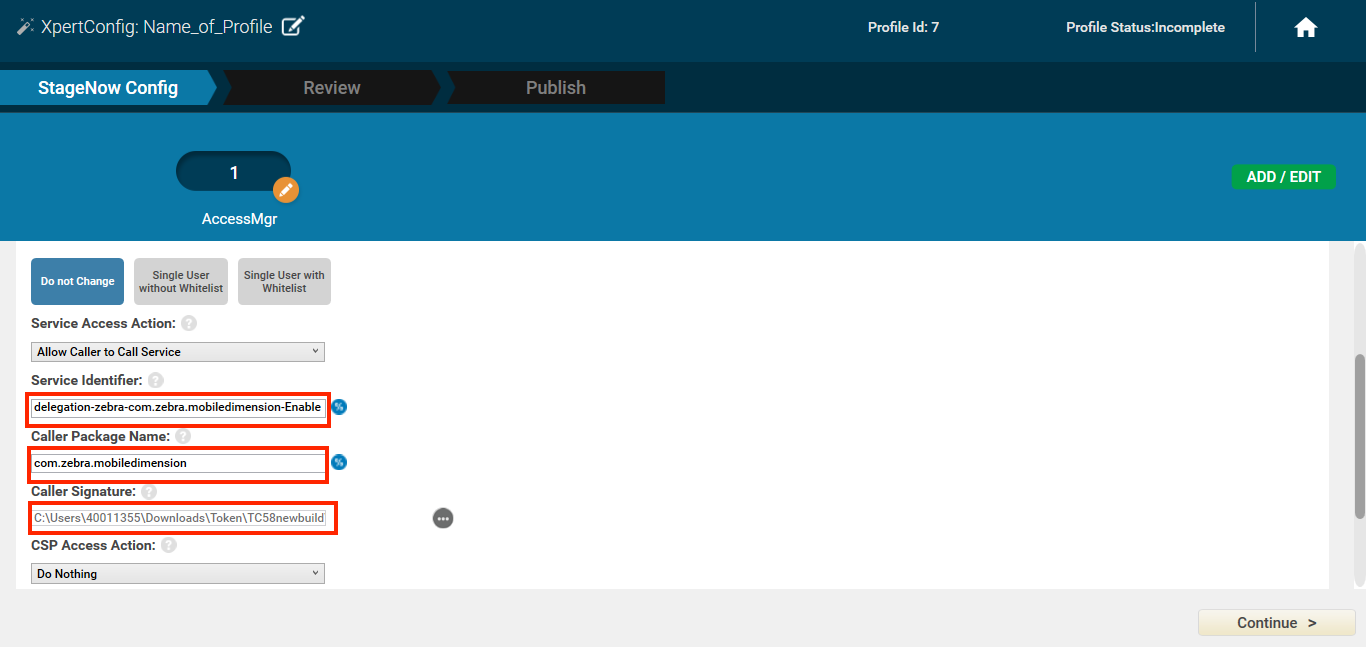 XpertConfig: Name_of_Profile
Profile Id: 7
Profile Status:Incomplete
StageNow Config
Review
Publish
1
AccessMgr
ADD / EDIT
Do not Change
Single User
without Whitelist
Single User with
Whitelist
Service Access Action: ?
Allow Caller to Call Service
Service Identifier: ?
delegation-zebra-com.zebra.mobiledimension-Enable
%
Caller Package Name: ?
com.zebra.mobiledimension
%
Caller Signature: ?
C:\Users\40011355\Downloads\Token\TC58newbuild
CSP Access Action: ?
Do Nothing
Continue >